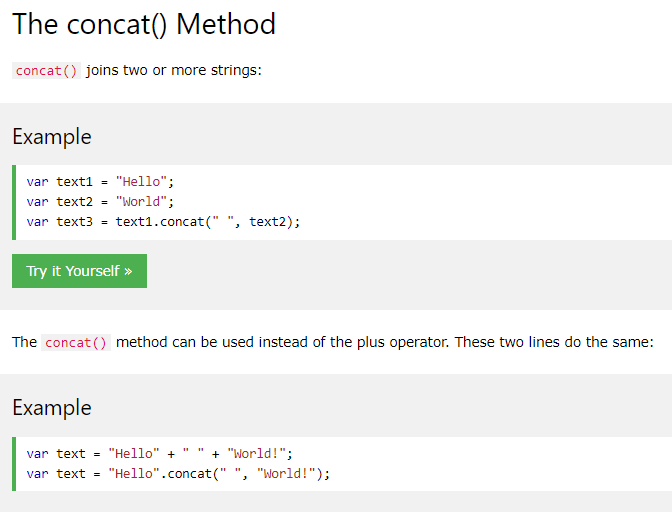 The concat() Method
concat() joins two or more strings:
Example
var text1 = "Hello";
var text2 = "World";
var text3 = text1.concat(" ", text2);
Try it Yourself »
The concat() method can be used instead of the plus operator. These two lines do the same:
Example
var text = "Hello" + " " + "World!";
var text = "Hello".concat(" ", "World!");